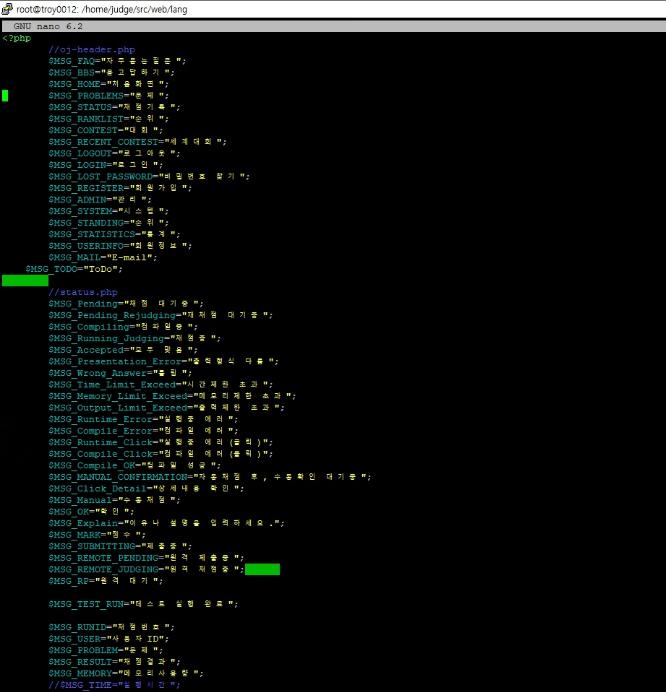 root@troy0012: /home/judge/src/web/lang
GNU nano 6.2
<?php
//oj-header.php
$MSG_FAQ="자주묻는질문";
$MSG_BBS="묻고답하기";
$MSG_HOME="처음화면";
$MSG_PROBLEMS="문제";
$MSG_STATUS="채점기록";
$MSG_RANKLIST="순위";
$MSG_CONTEST="대회";
$MSG_RECENT_CONTEST="세계대회";
$MSG_LOGOUT="로그아웃";
$MSG_LOGIN="로그인";
$MSG_LOST_PASSWORD="비밀번호 찾기";
$MSG_REGISTER="회원가입";
$MSG_ADMIN="관리";
$MSG_SYSTEM="시스템";
$MSG_STANDING="순위";
$MSG_STATISTICS="통계";
$MSG_USERINFO="회원정보";
$MSG_MAIL="E-mail";
$MSG_TODO="ToDo";
//status.php
$MSG_Pending="채점 대기중";
$MSG_Pending_Rejudging="재채점 대기중";
$MSG_Compiling="컴파일중";
$MSG_Running_Judging="채점중";
$MSG_Accepted="모두 맞음";
$MSG_Presentation_Error="출력형식 다름";
$MSG_Wrong_Answer="틀림";
$MSG_Time_Limit_Exceed="시간제한 초과";
$MSG_Memory_Limit_Exceed="메모리제한 초과";
$MSG_Output_Limit_Exceed="출력제한 초과";
$MSG_Runtime_Error="실행중 에러";
$MSG_Compile_Error="컴파일 에러";
$MSG_Runtime_Click="실행중 에러(클릭)";
$MSG_Compile_Click="컴파일 에러(클릭)";
$MSG_Compile_OK="컴파일 성공";
$MSG_MANUAL_CONFIRMATION="자동채점 후, 수동확인 대기중";
$MSG_Click_Detail="상세내용 확인";
$MSG_Manual="수동채점";
$MSG_OK="확인";
$MSG_Explain="이유나 설명을 입력하세요.";
$MSG_MARK="점수";
$MSG_SUBMITTING="제출중";
$MSG_REMOTE_PENDING="원격 제출중";
$MSG_REMOTE_JUDGING="원격 채점중";
$MSG_RP="원격 대기";
$MSG_TEST_RUN="테스트 실행 완료";
$MSG_RUNID="채점번호";
$MSG_USER="사용자ID";
$MSG_PROBLEM="문제";
$MSG_RESULT="채점결과";
$MSG_MEMORY="메모리사용량";
//$MSG_TIME="실행시간";